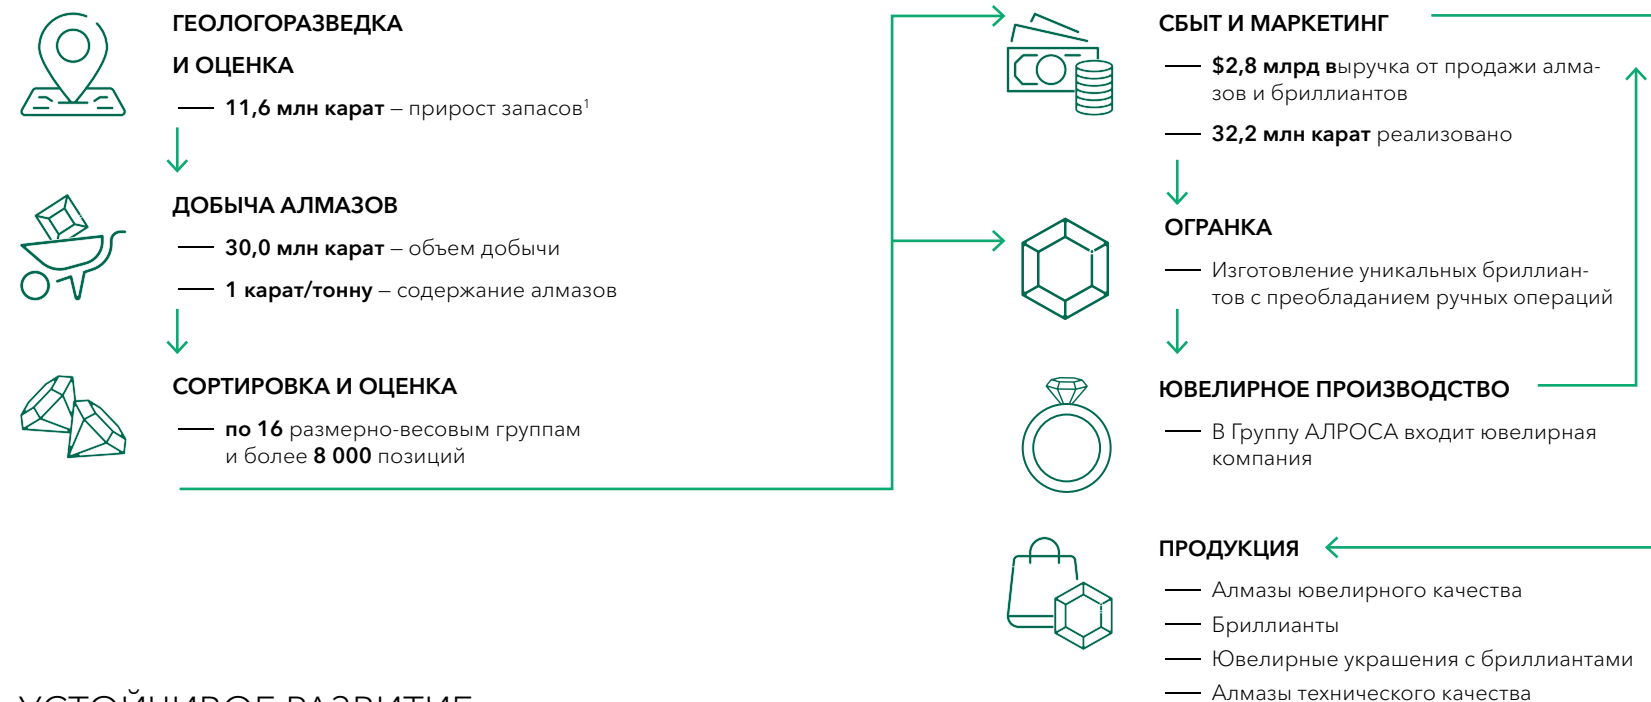 ГЕОЛОГОРАЗВЕДКА
И ОЦЕНКА
11,6 млн карат – прирост запасов¹
ДОБЫЧА АЛМАЗОВ
30,0 млн карат – объем добычи
1 карат/тонну – содержание алмазов
СОРТИРОВКА И ОЦЕНКА
по 16 размерно-весовым группам
и более 8 000 позиций
СБЫТ И МАРКЕТИНГ
$2,8 млрд выручка от продажи алма-
зов и бриллиантов
32,2 млн карат реализовано
ОГРАНКА
Изготовление уникальных бриллиан-
тов с преобладанием ручных операций
ЮВЕЛИРНОЕ ПРОИЗВОДСТВО
В Группу АЛРОСА входит ювелирная
компания
ПРОДУКЦИЯ
Алмазы ювелирного качества
Бриллианты
Ювелирные украшения с бриллиантами
Алмазы технического качества
УСТОЙЧИВОЕ РАЗВИТИЕ